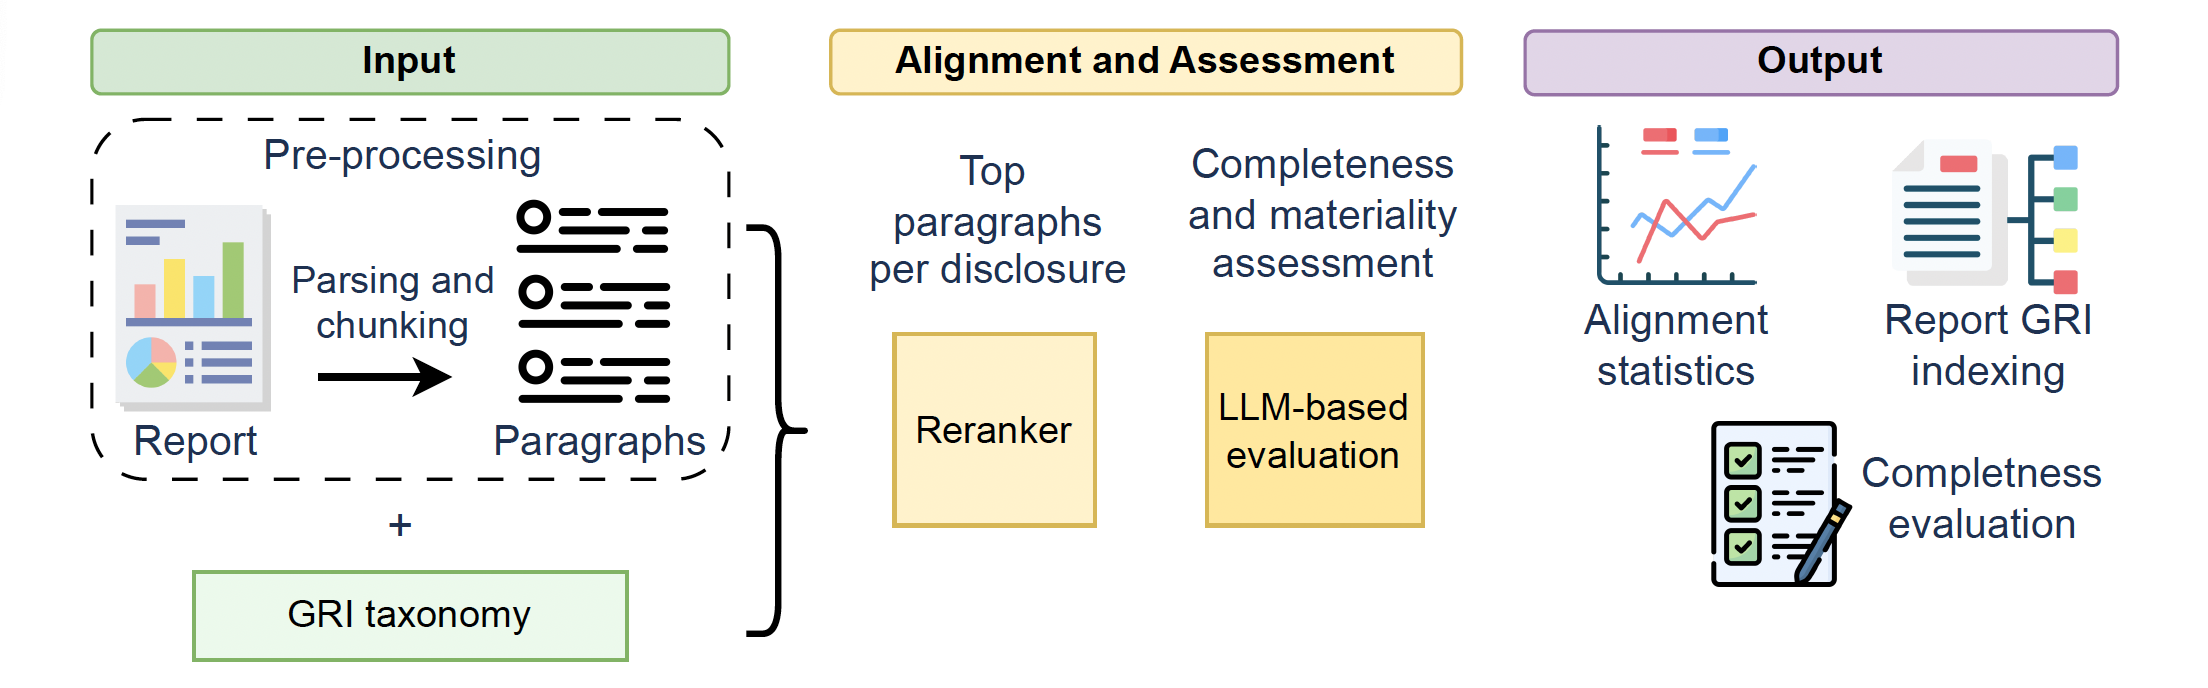 Input
Pre-processing
Parsing and
chunking
Report
Paragraphs
+
GRI taxonomy
Alignment and Assessment
Top
paragraphs
per disclosure
Reranker
Completeness
and materiality
assessment
LLM-based
evaluation
Output
Alignment
statistics
Report GRI
indexing
Completness
evaluation